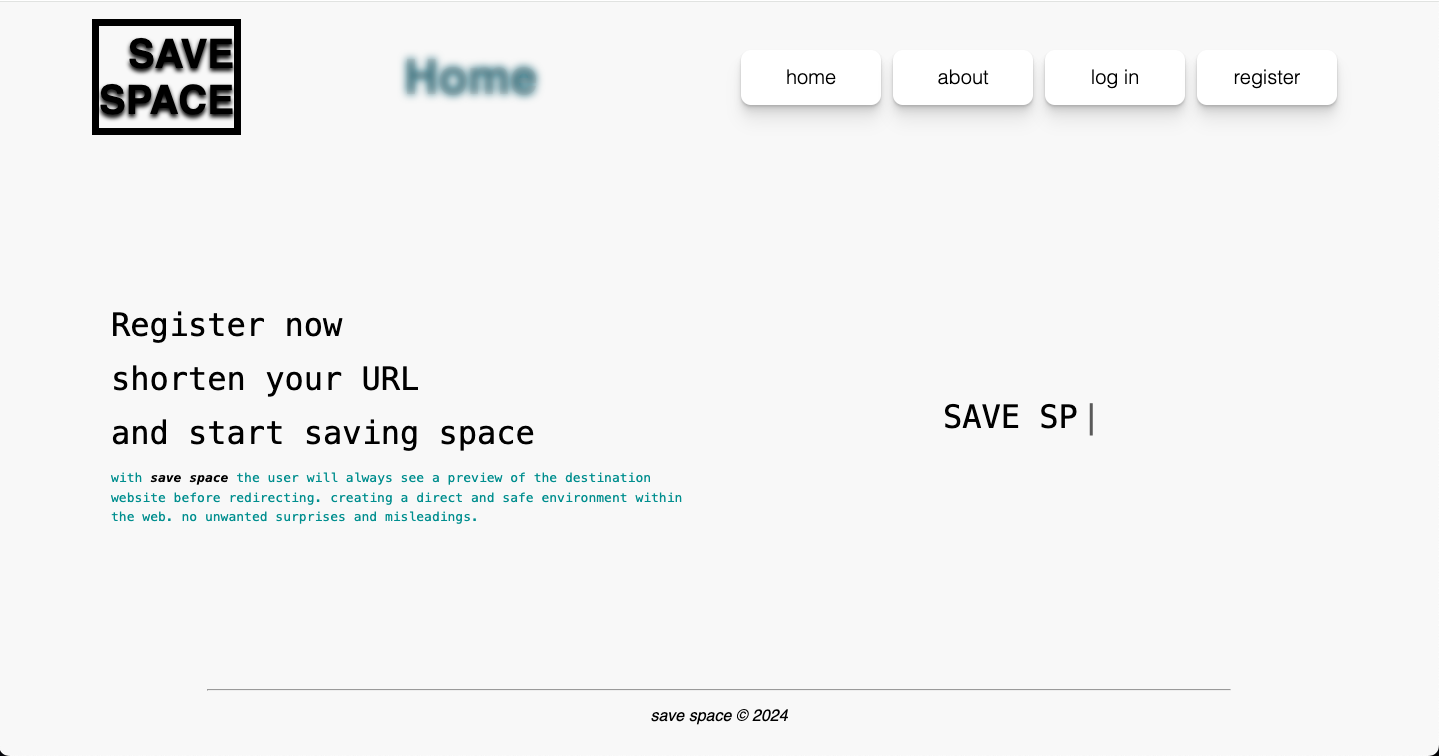 SAVE
SPACE
Home
home
about
log in
register
Register now
shorten your URL
and start saving space
with save space the user will always see a preview of the destination
website before redirecting. creating a direct and safe environment within
the web. no unwanted surprises and misleadings.
SAVE SP|
save space © 2024